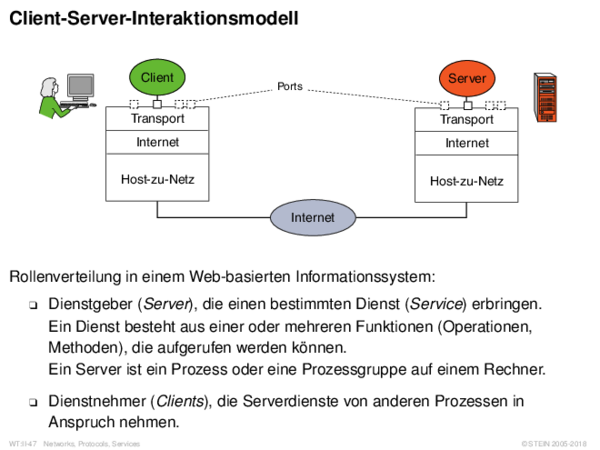 Client-Server-Interaktionsmodell
Client
Server
Ports
Transport
Transport
Internet
Internet
Host-zu-Netz
Host-zu-Netz
Internet
Rollenverteilung in einem Web-basierten Informationssystem:
❑ Dienstgeber (Server), die einen bestimmten Dienst (Service) erbringen.
Ein Dienst besteht aus einer oder mehreren Funktionen (Operationen,
Methoden), die aufgerufen werden können.
Ein Server ist ein Prozess oder eine Prozessgruppe auf einem Rechner.
❑ Dienstnehmer (Clients), die Serverdienste von anderen Prozessen in
Anspruch nehmen.
WT:II-47 Networks, Protocols, Services
© STEIN 2005-2018